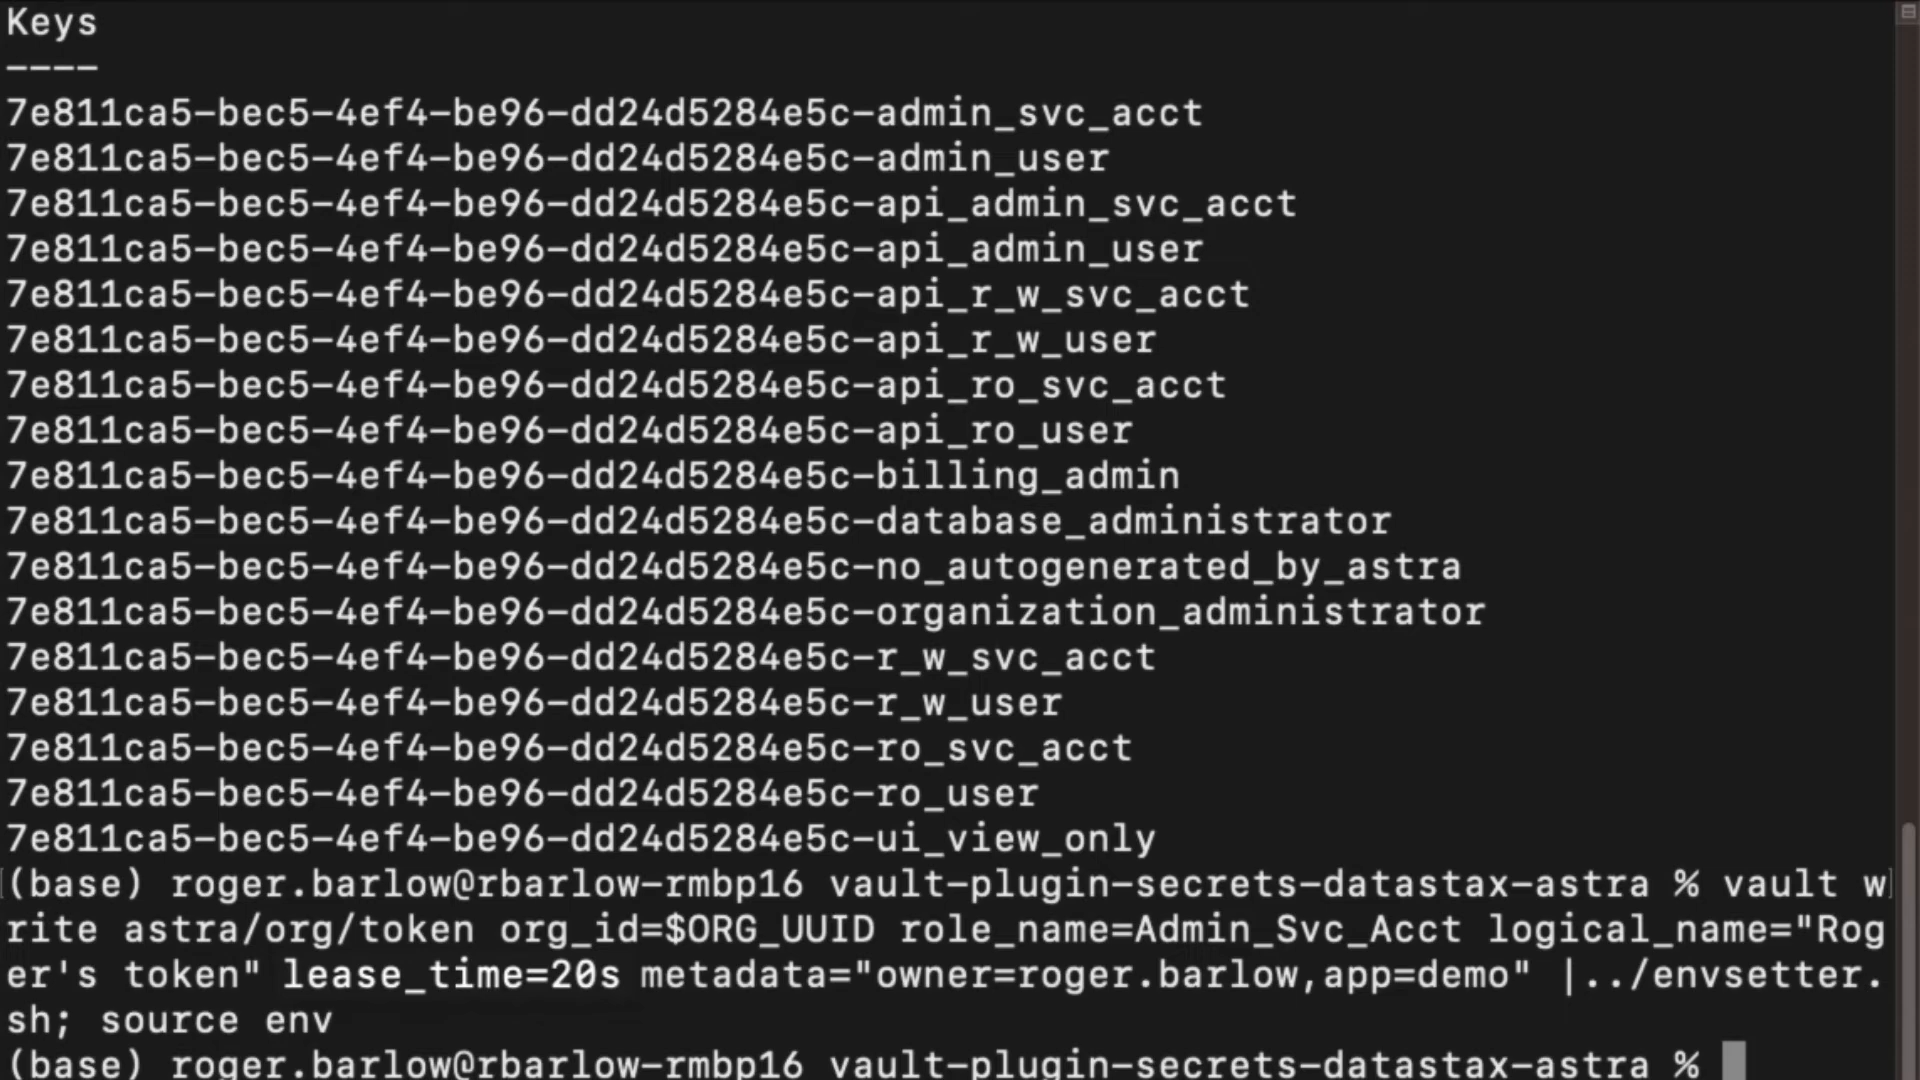 Keys
----
7e811ca5-bec5-4ef4-be96-dd24d5284e5c-admin_svc_acct
7e811ca5-bec5-4ef4-be96-dd24d5284e5c-admin_user
7e811ca5-bec5-4ef4-be96-dd24d5284e5c-api_admin_svc_acct
7e811ca5-bec5-4ef4-be96-dd24d5284e5c-api_admin_user
7e811ca5-bec5-4ef4-be96-dd24d5284e5c-api_r_w_svc_acct
7e811ca5-bec5-4ef4-be96-dd24d5284e5c-api_r_w_user
7e811ca5-bec5-4ef4-be96-dd24d5284e5c-api_ro_svc_acct
7e811ca5-bec5-4ef4-be96-dd24d5284e5c-api_ro_user
7e811ca5-bec5-4ef4-be96-dd24d5284e5c-billing_admin
7e811ca5-bec5-4ef4-be96-dd24d5284e5c-database_administrator
7e811ca5-bec5-4ef4-be96-dd24d5284e5c-no_autogenerated_by_astra
7e811ca5-bec5-4ef4-be96-dd24d5284e5c-organization_administrator
7e811ca5-bec5-4ef4-be96-dd24d5284e5c-r_w_svc_acct
7e811ca5-bec5-4ef4-be96-dd24d5284e5c-r_w_user
7e811ca5-bec5-4ef4-be96-dd24d5284e5c-ro_svc_acct
7e811ca5-bec5-4ef4-be96-dd24d5284e5c-ro_user
7e811ca5-bec5-4ef4-be96-dd24d5284e5c-ui_view_only
(base) roger.barlow@rbarlow-rmbp16 vault-plugin-secrets-datastax-astra % vault w
rite astra/org/token org_id=$ORG_UUID role_name=Admin_Svc_Acct logical_name="Rog
er's token" lease_time=20s metadata="owner=roger.barlow,app=demo" |../envsetter.
sh; source env
(base) roger.barlow@rbarlow-rmbp16 vault-plugin-secrets-datastax-astra %